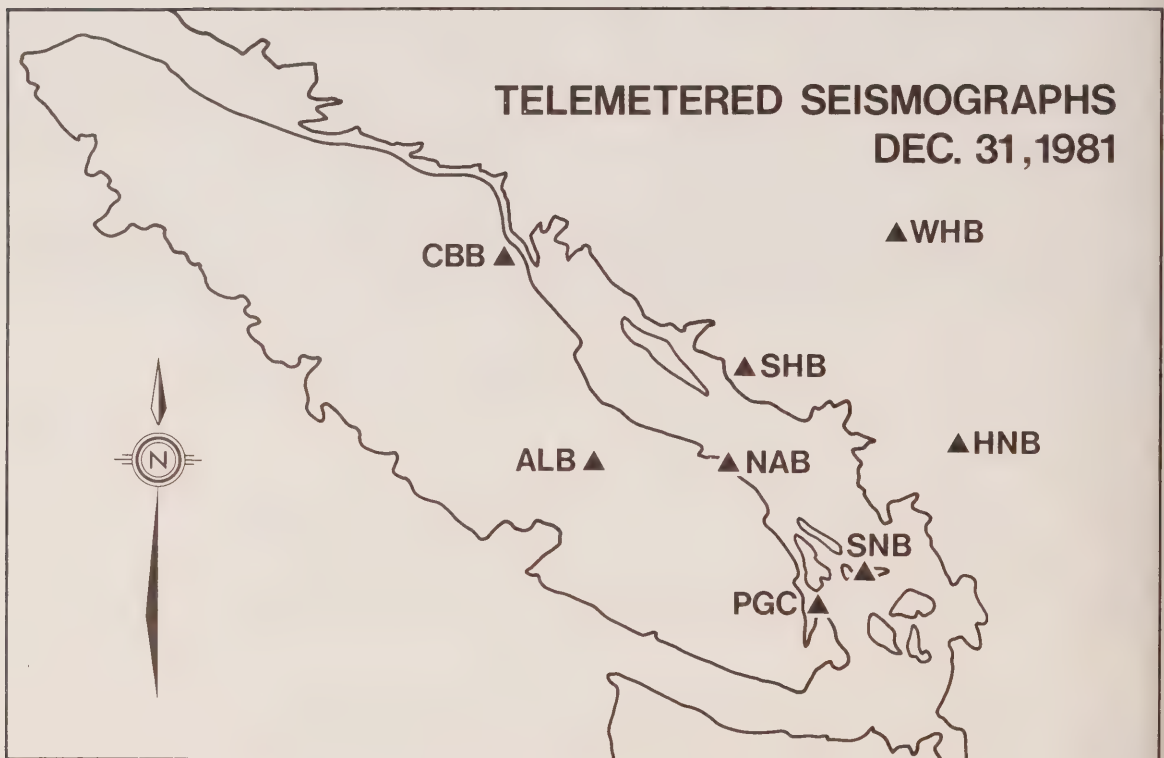 TELEMETERED SEISMOGRAPHS
DEC. 31, 1981
WHB
CBB
SHB
HNB
ALB
NAB
N
SNB
PGC